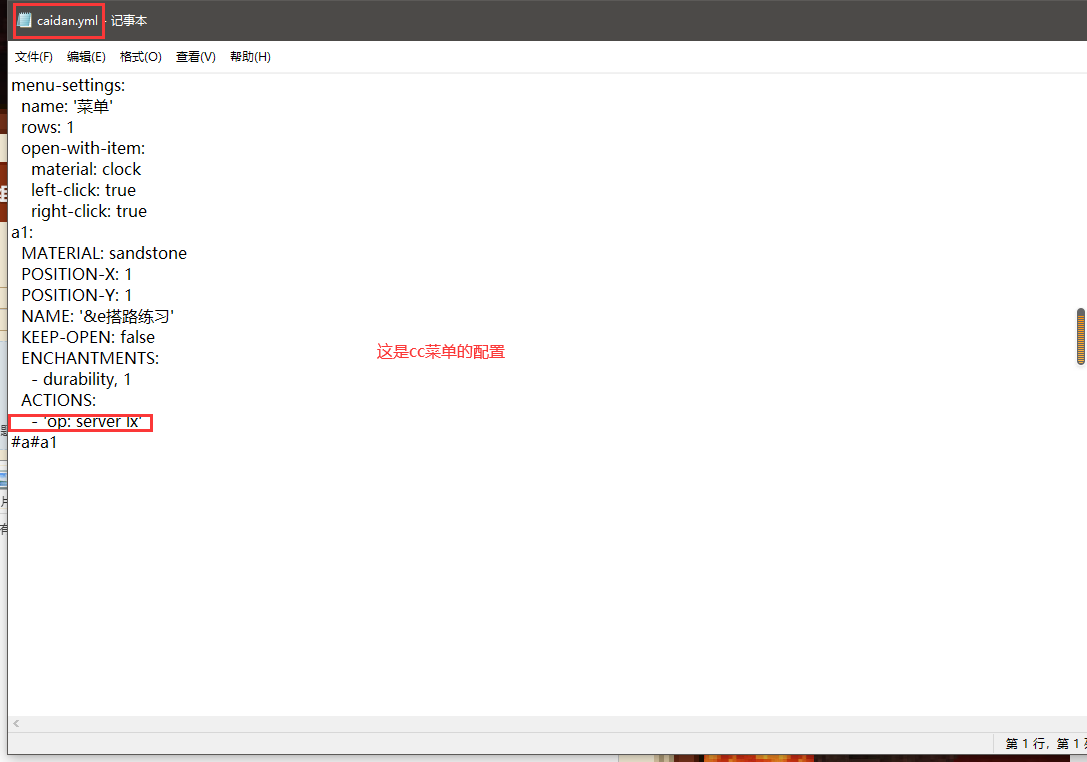 caidan.yml - 记事本
文件(F) 编辑(E) 格式(O) 查看(V) 帮助(H)
menu-settings:
  name: '菜单'
  rows: 1
  open-with-item:
    material: clock
    left-click: true
    right-click: true
a1:
  MATERIAL: sandstone
  POSITION-X: 1
  POSITION-Y: 1
  NAME: '&e搭路练习'
  KEEP-OPEN: false
  ENCHANTMENTS:
    - durability, 1
  ACTIONS:
    - 'op: server lx'
#a#a1
这是cc菜单的配置
第 1 行，第 1